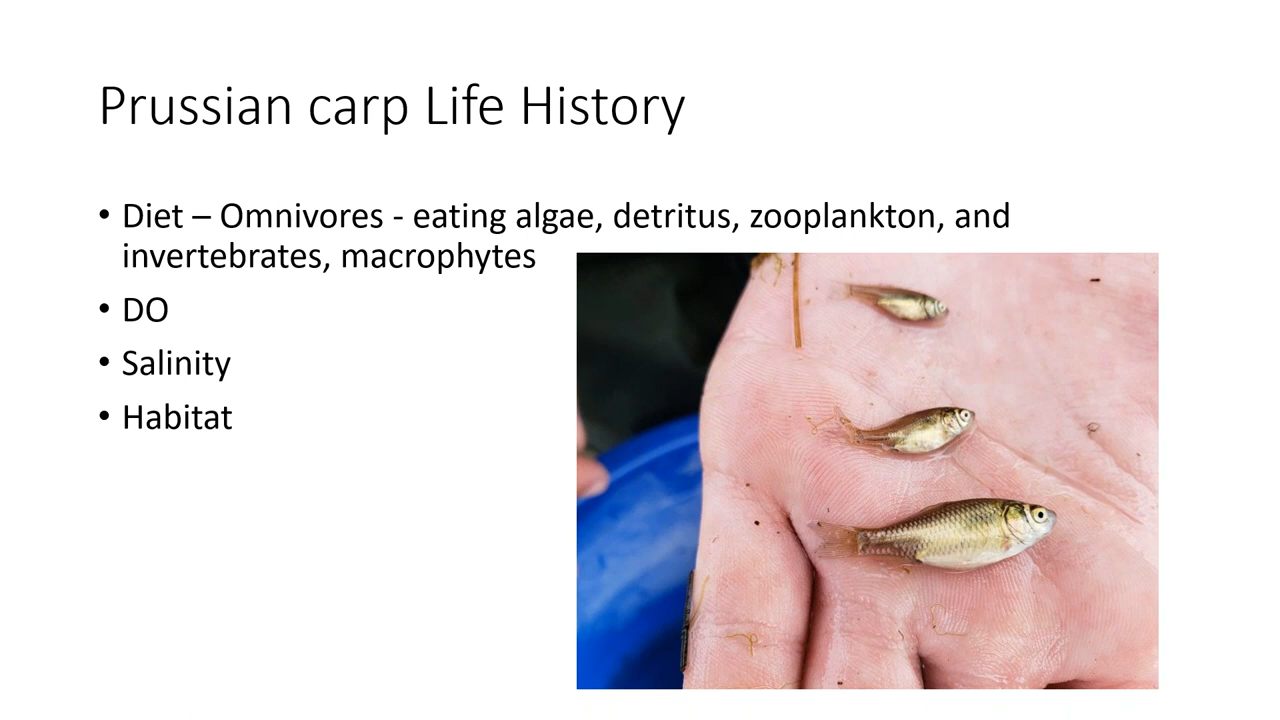 Prussian carp Life History
• Diet – Omnivores - eating algae, detritus, zooplankton, and
invertebrates, macrophytes
• DO
• Salinity
• Habitat